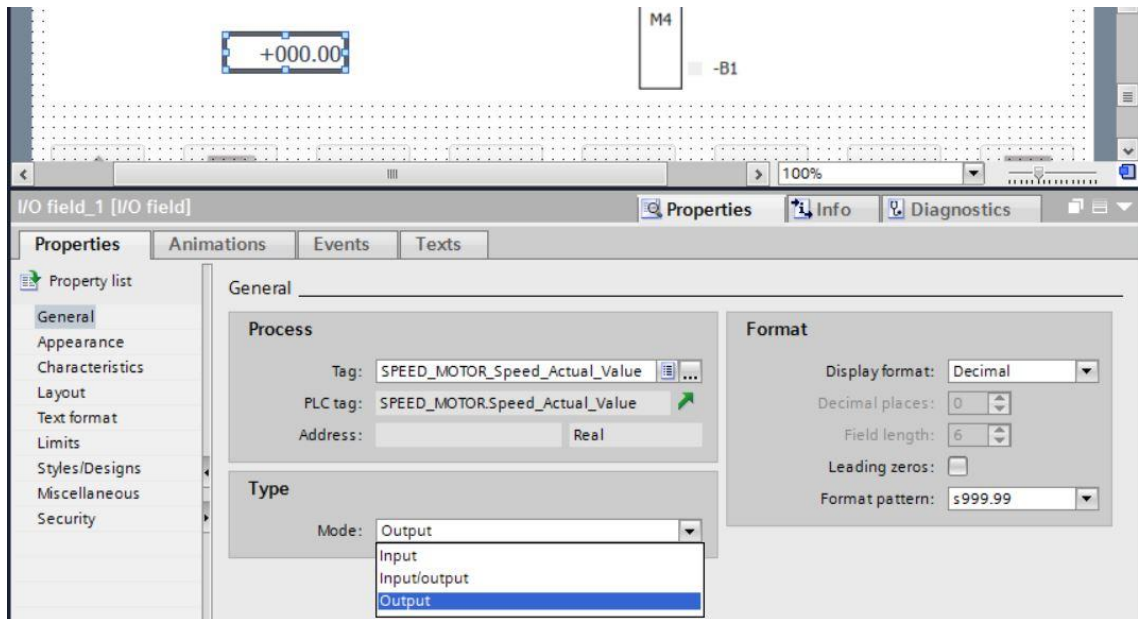 M4
+000.00
-B1
100%
I/O field_1 [I/O field]
Properties
Info
Diagnostics
Properties
Animations
Events
Texts
Property list
General
Appearance
Characteristics
Layout
Text format
Limits
Styles/Designs
Miscellaneous
Security
General
Process
Tag: SPEED_MOTOR_Speed_Actual_Value
PLC tag: SPEED_MOTOR.Speed_Actual_Value
Address: Real
Type
Mode: Output
Input
Input/output
Output
Format
Display format: Decimal
Decimal places: 0
Field length: 6
Leading zeros:
Format pattern: s999.99